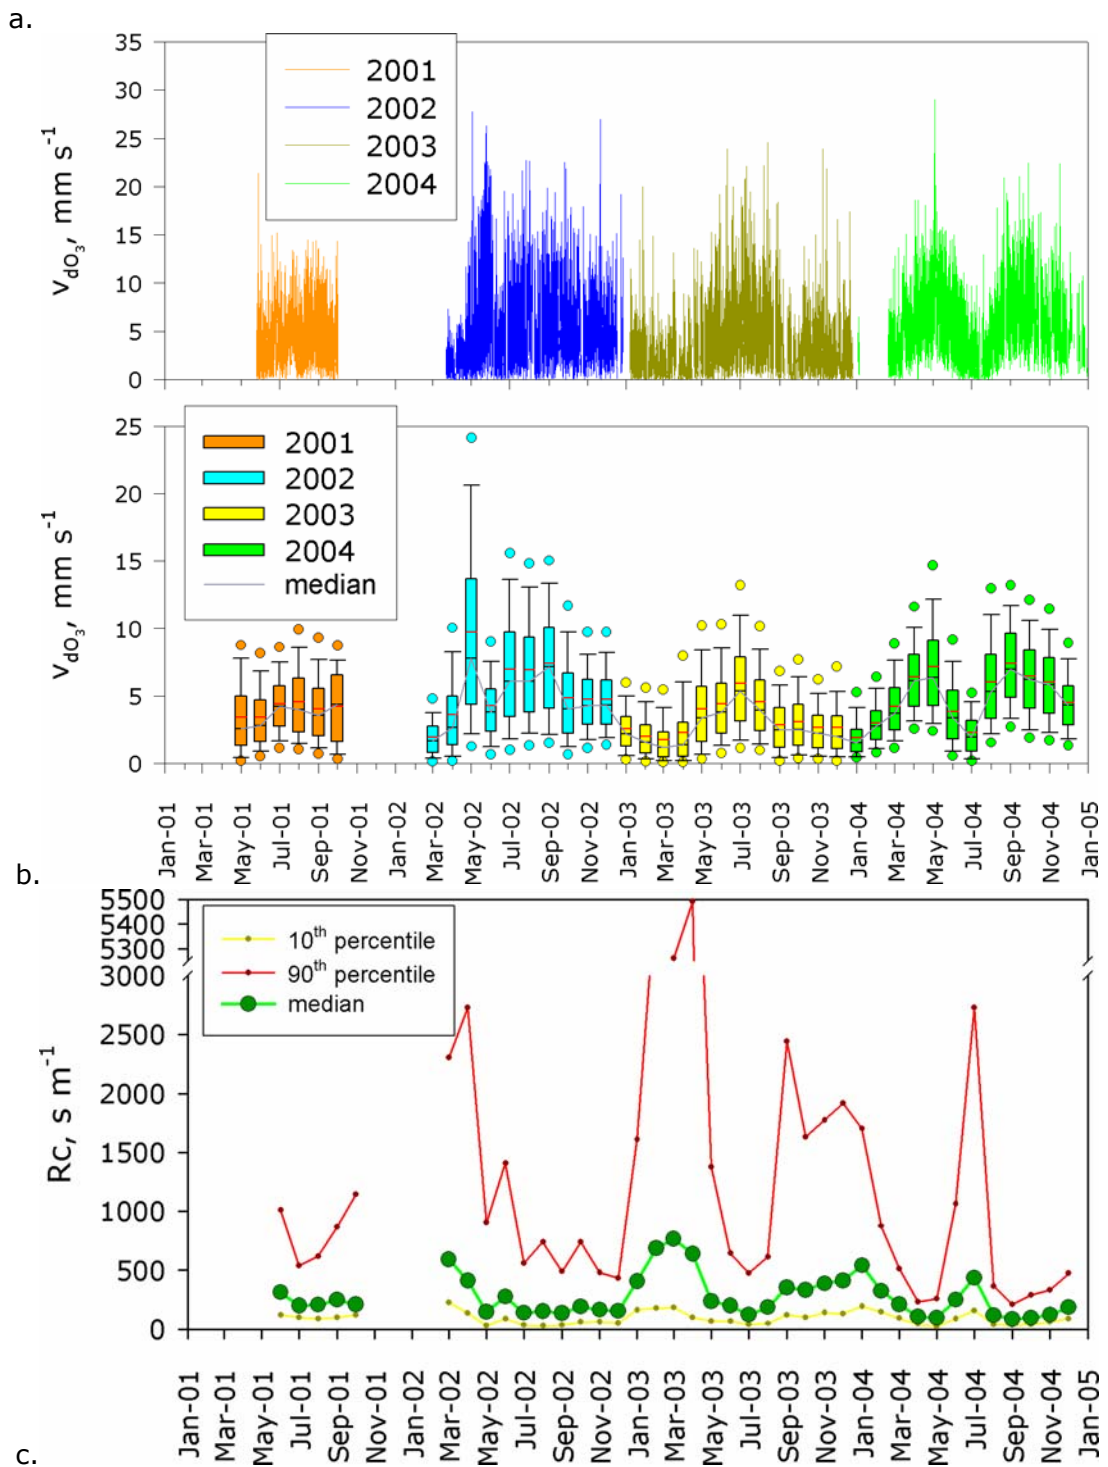 a.
35
30
25
20
15
10
5
0
V_dO₃, mm s⁻¹
2001
2002
2003
2004
25
20
15
10
5
0
V_dO₃, mm s⁻¹
2001
2002
2003
2004
median
Jan-01
Mar-01
May-01
Jul-01
Sep-01
Nov-01
Jan-02
Mar-02
May-02
Jul-02
Sep-02
Nov-02
Jan-03
Mar-03
May-03
Jul-03
Sep-03
Nov-03
Jan-04
Mar-04
May-04
Jul-04
Sep-04
Nov-04
Jan-05
b.
5500
5400
5300
3000
2500
2000
1500
1000
500
0
Rc, s m⁻¹
10th percentile
90th percentile
median
Jan-01
Mar-01
May-01
Jul-01
Sep-01
Nov-01
Jan-02
Mar-02
May-02
Jul-02
Sep-02
Nov-02
Jan-03
Mar-03
May-03
Jul-03
Sep-03
Nov-03
Jan-04
Mar-04
May-04
Jul-04
Sep-04
Nov-04
Jan-05
c.